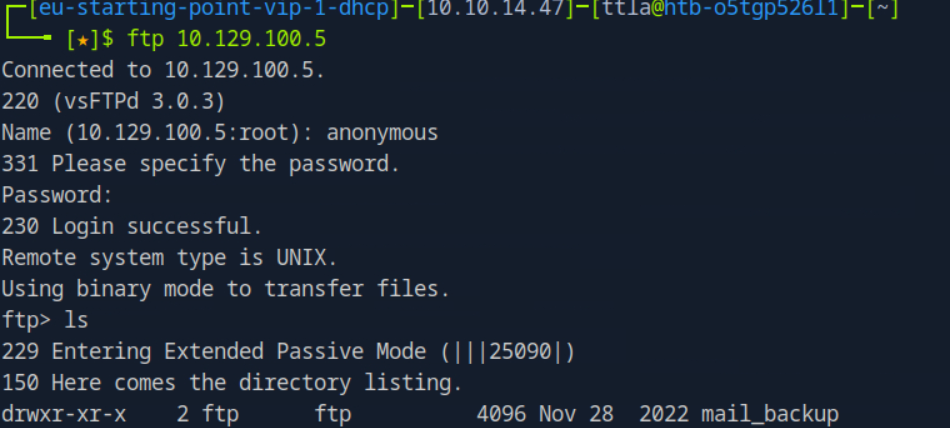 [eu-starting-point-vip-1-dhcp]─[10.10.14.47]─[ttla@htb-o5tgp526l1]─[~]
[★]$ ftp 10.129.100.5
Connected to 10.129.100.5.
220 (vsFTPd 3.0.3)
Name (10.129.100.5:root): anonymous
331 Please specify the password.
Password:
230 Login successful.
Remote system type is UNIX.
Using binary mode to transfer files.
ftp> ls
229 Entering Extended Passive Mode (|||25090|)
150 Here comes the directory listing.
drwxr-xr-x    2 ftp      ftp          4096 Nov 28  2022 mail_backup